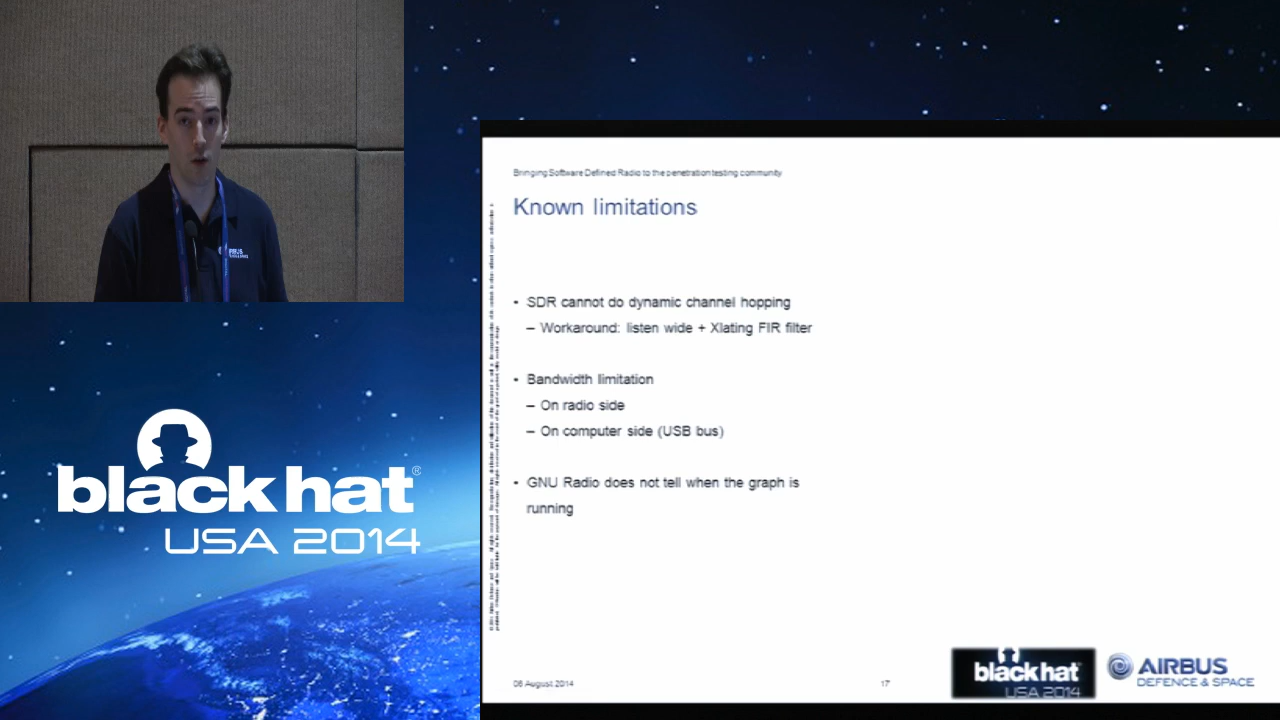 AIRBUS
Bringing Software Defined Radio to the penetration testing community
Known limitations
• SDR cannot do dynamic channel hopping
– Workaround: listen wide + Xlating FIR filter
• Bandwidth limitation
– On radio side
– On computer side (USB bus)
• GNU Radio does not tell when the graph is
running
black hat®
USA 2014
06 August 2014
17
black hat
USA 2014
AIRBUS
DEFENCE & SPACE